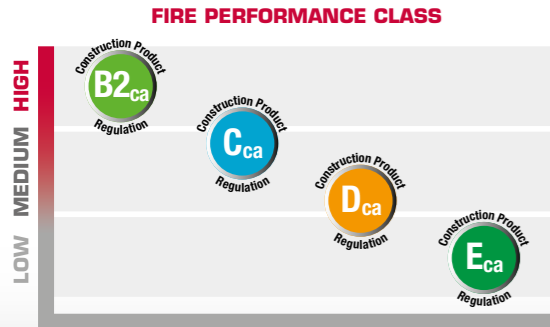 FIRE PERFORMANCE CLASS
HIGH
MEDIUM
LOW
Construction Product
B2ca
Regulation
Construction Product
Cca
Regulation
Construction Product
Dca
Regulation
Construction Product
Eca
Regulation